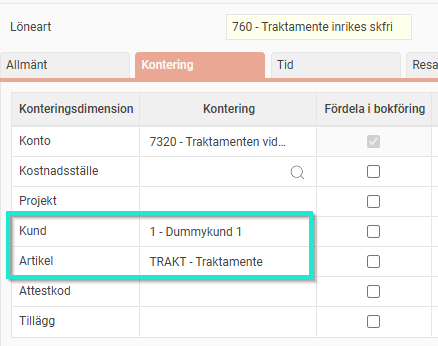 Löneart 760 - Traktamente inrikes skfri
Allmänt Kontering Tid Resa
Konteringsdimension Kontering Fördela i bokföring
Konto 7320 - Traktamenten vid...
Kostnadsställe
Projekt
Kund 1 - Dummykund 1
Artikel TRAKT - Traktamente
Attestkod
Tillägg